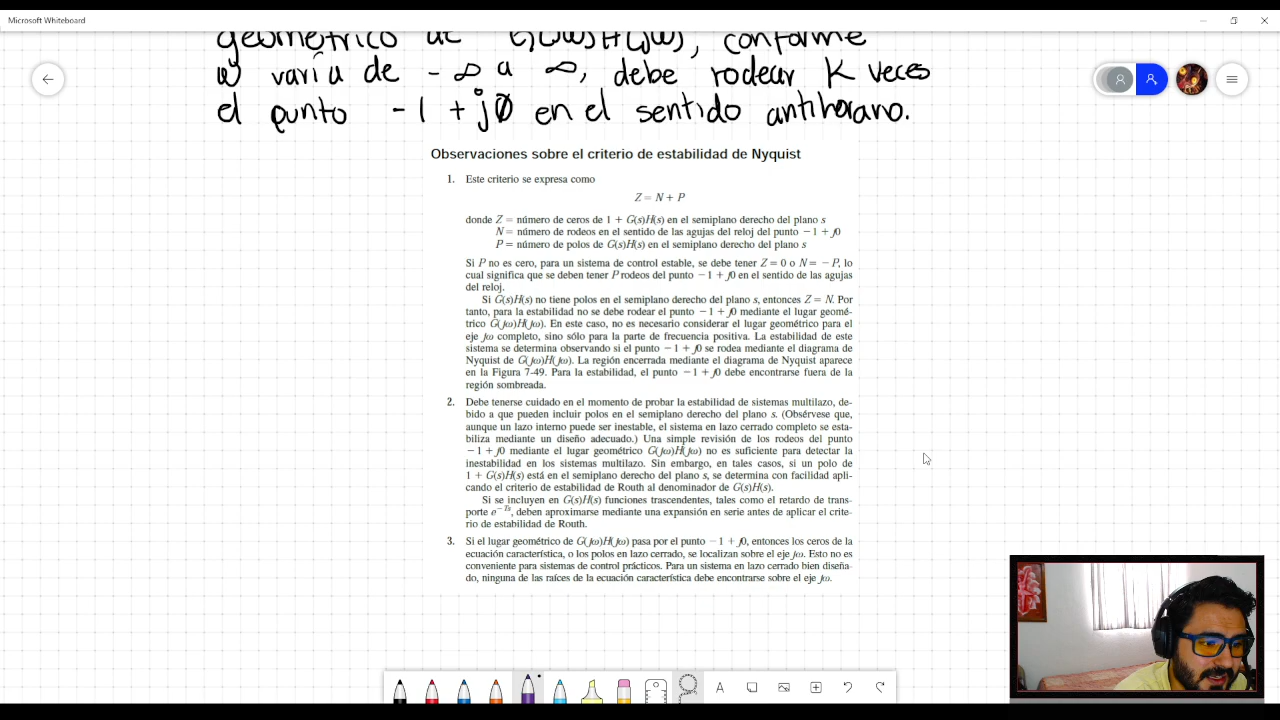 Microsoft Whiteboard
geométrico de G(jω)H(jω), conforme
ω varía de -∞ a ∞, debe rodear K veces
el punto -1 + j0 en el sentido antihorario.
Observaciones sobre el criterio de estabilidad de Nyquist
1. Este criterio se expresa como
Z = N + P
donde Z = número de ceros de 1 + G(s)H(s) en el semiplano derecho del plano s
N = número de rodeos en el sentido de las agujas del reloj del punto −1 + j0
P = número de polos de G(s)H(s) en el semiplano derecho del plano s
Si P no es cero, para un sistema de control estable, se debe tener Z = 0 o N = −P, lo
cual significa que se deben tener P rodeos del punto −1 + j0 en el sentido de las agujas
del reloj.
Si G(s)H(s) no tiene polos en el semiplano derecho del plano s, entonces Z = N. Por
tanto, para la estabilidad no se debe rodear el punto −1 + j0 mediante el lugar geomé-
trico G(jω)H(jω). En este caso, no es necesario considerar el lugar geométrico para el
eje jω completo, sino sólo para la parte de frecuencia positiva. La estabilidad de este
sistema se determina observando si el punto −1 + j0 se rodea mediante el diagrama de
Nyquist de G(jω)H(jω). La región encerrada mediante el diagrama de Nyquist aparece
en la Figura 7-49. Para la estabilidad, el punto −1 + j0 debe encontrarse fuera de la
región sombreada.
2. Debe tenerse cuidado en el momento de probar la estabilidad de sistemas multilazo, de-
bido a que pueden incluir polos en el semiplano derecho del plano s. (Obsérvese que,
aunque un lazo interno puede ser inestable, el sistema en lazo cerrado completo se esta-
biliza mediante un diseño adecuado.) Una simple revisión de los rodeos del punto
−1 + j0 mediante el lugar geométrico G(jω)H(jω) no es suficiente para detectar la
inestabilidad en los sistemas multilazo. Sin embargo, en tales casos, si un polo de
1 + G(s)H(s) está en el semiplano derecho del plano s, se determina con facilidad apli-
cando el criterio de estabilidad de Routh al denominador de G(s)H(s).
Si se incluyen en G(s)H(s) funciones trascendentes, tales como el retardo de trans-
porte e^−Ts, deben aproximarse mediante una expansión en serie antes de aplicar el crite-
rio de estabilidad de Routh.
3. Si el lugar geométrico de G(jω)H(jω) pasa por el punto −1 + j0, entonces los ceros de la
ecuación característica, o los polos en lazo cerrado, se localizan sobre el eje jω. Esto no es
conveniente para sistemas de control prácticos. Para un sistema en lazo cerrado bien diseña-
do, ninguna de las raíces de la ecuación característica debe encontrarse sobre el eje jω.